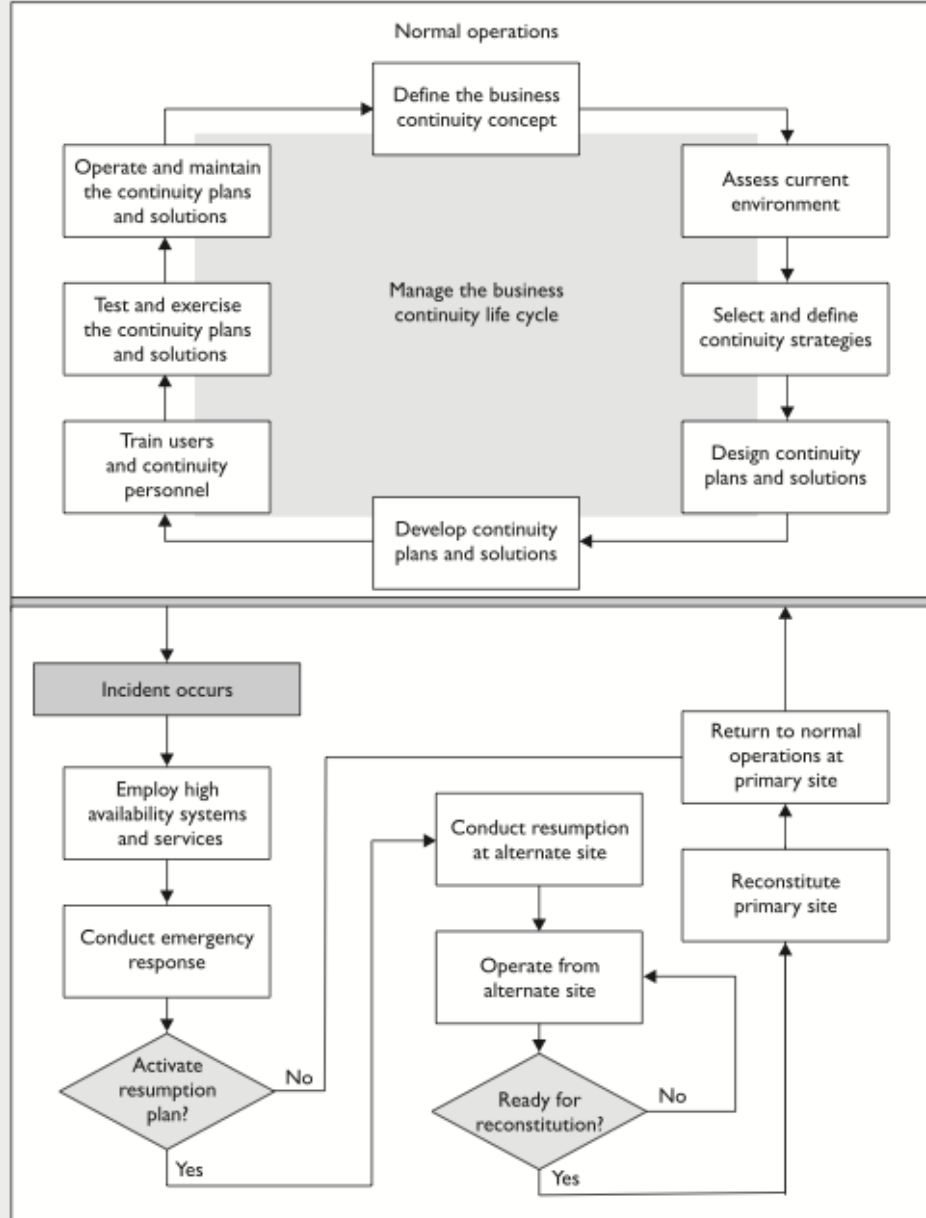 Normal operations
Define the business
continuity concept
Operate and maintain
the continuity plans
and solutions
Assess current
environment
Test and exercise
the continuity plans
and solutions
Manage the business
continuity life cycle
Select and define
continuity strategies
Train users
and continuity
personnel
Design continuity
plans and solutions
Develop continuity
plans and solutions
Incident occurs
Employ high
availability systems
and services
Conduct emergency
response
Activate
resumption
plan?
No
Yes
Conduct resumption
at alternate site
Operate from
alternate site
Ready for
reconstitution?
No
Yes
Reconstitute
primary site
Return to normal
operations at
primary site